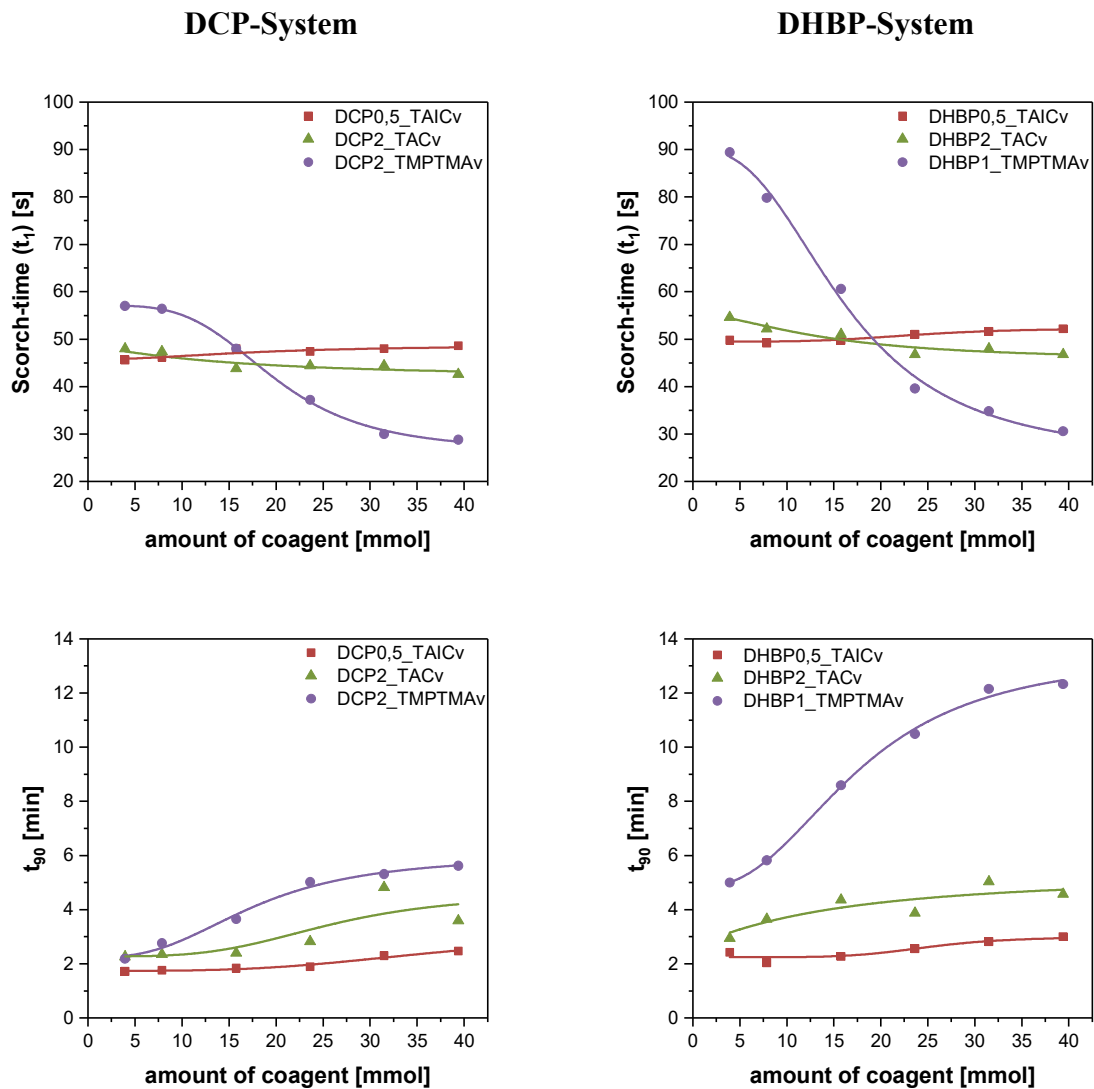 DCP-System
DHBP-System
100
90
80
70
60
50
40
30
20
Scorch-time (t₁) [s]
DCP0,5_TAICv
DCP2_TACv
DCP2_TMPTMAv
0 5 10 15 20 25 30 35 40
amount of coagent [mmol]
100
90
80
70
60
50
40
30
20
Scorch-time (t₁) [s]
DHBP0,5_TAICv
DHBP2_TACv
DHBP1_TMPTMAv
0 5 10 15 20 25 30 35 40
amount of coagent [mmol]
14
12
10
8
6
4
2
0
t₉₀ [min]
DCP0,5_TAICv
DCP2_TACv
DCP2_TMPTMAv
0 5 10 15 20 25 30 35 40
amount of coagent [mmol]
14
12
10
8
6
4
2
0
t₉₀ [min]
DHBP0,5_TAICv
DHBP2_TACv
DHBP1_TMPTMAv
0 5 10 15 20 25 30 35 40
amount of coagent [mmol]